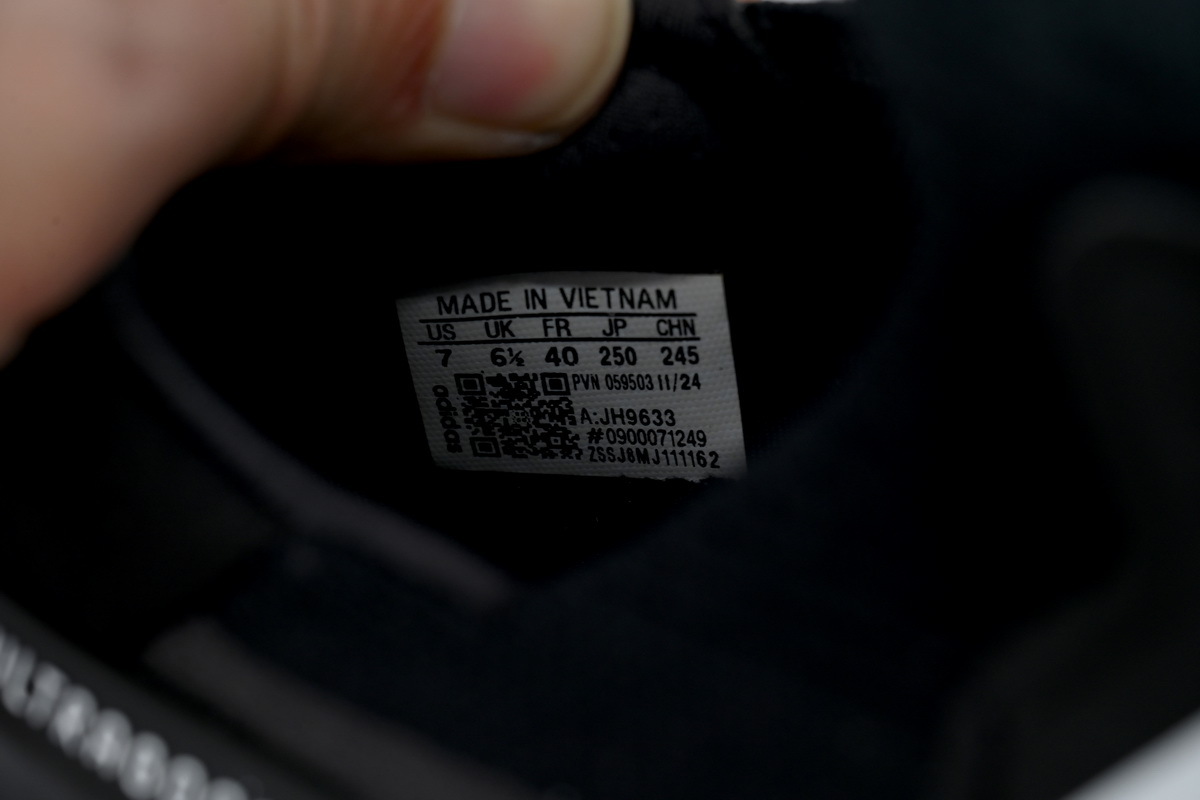 MADE IN VIETNAM
US UK FR JP CHN
7 6½ 40 250 245
adidas
PVN 059503 11/24
A:JH9633
#0900071249
ZSSJ8MJ111162
ULTRABOO